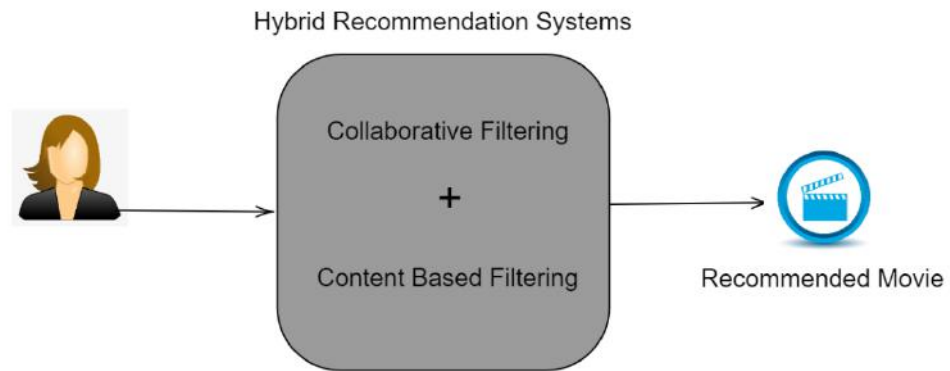 Hybrid Recommendation Systems
Collaborative Filtering
+
Content Based Filtering
Recommended Movie